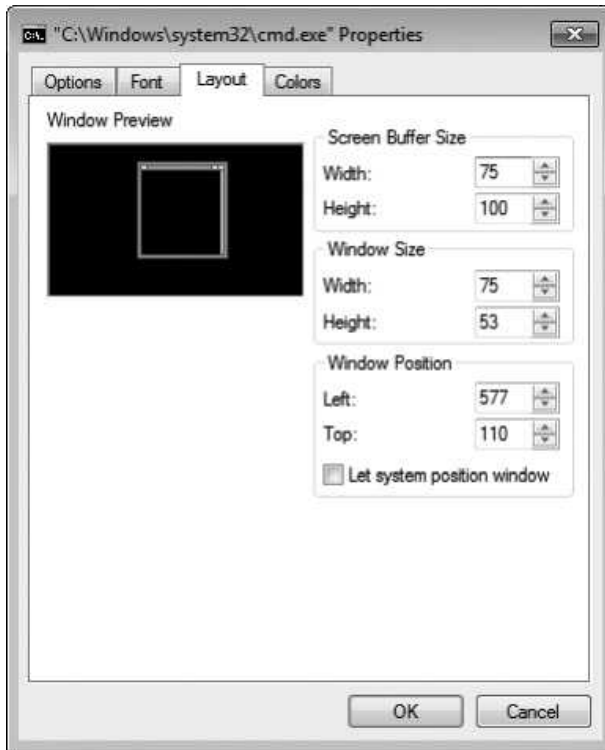 "C:\Windows\system32\cmd.exe" Properties
Options Font Layout Colors
Window Preview
Screen Buffer Size
Width: 75
Height: 100
Window Size
Width: 75
Height: 53
Window Position
Left: 577
Top: 110
Let system position window
OK Cancel